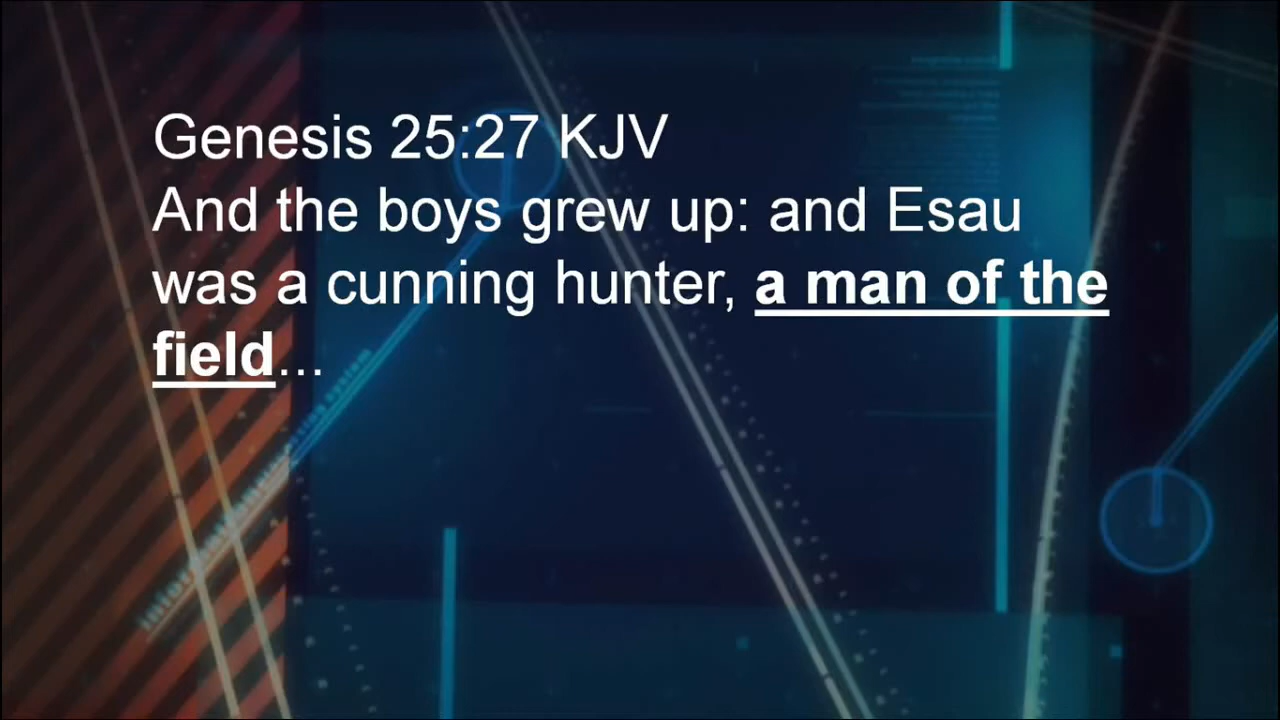 Genesis 25:27 KJV
And the boys grew up: and Esau
was a cunning hunter, a man of the
field...